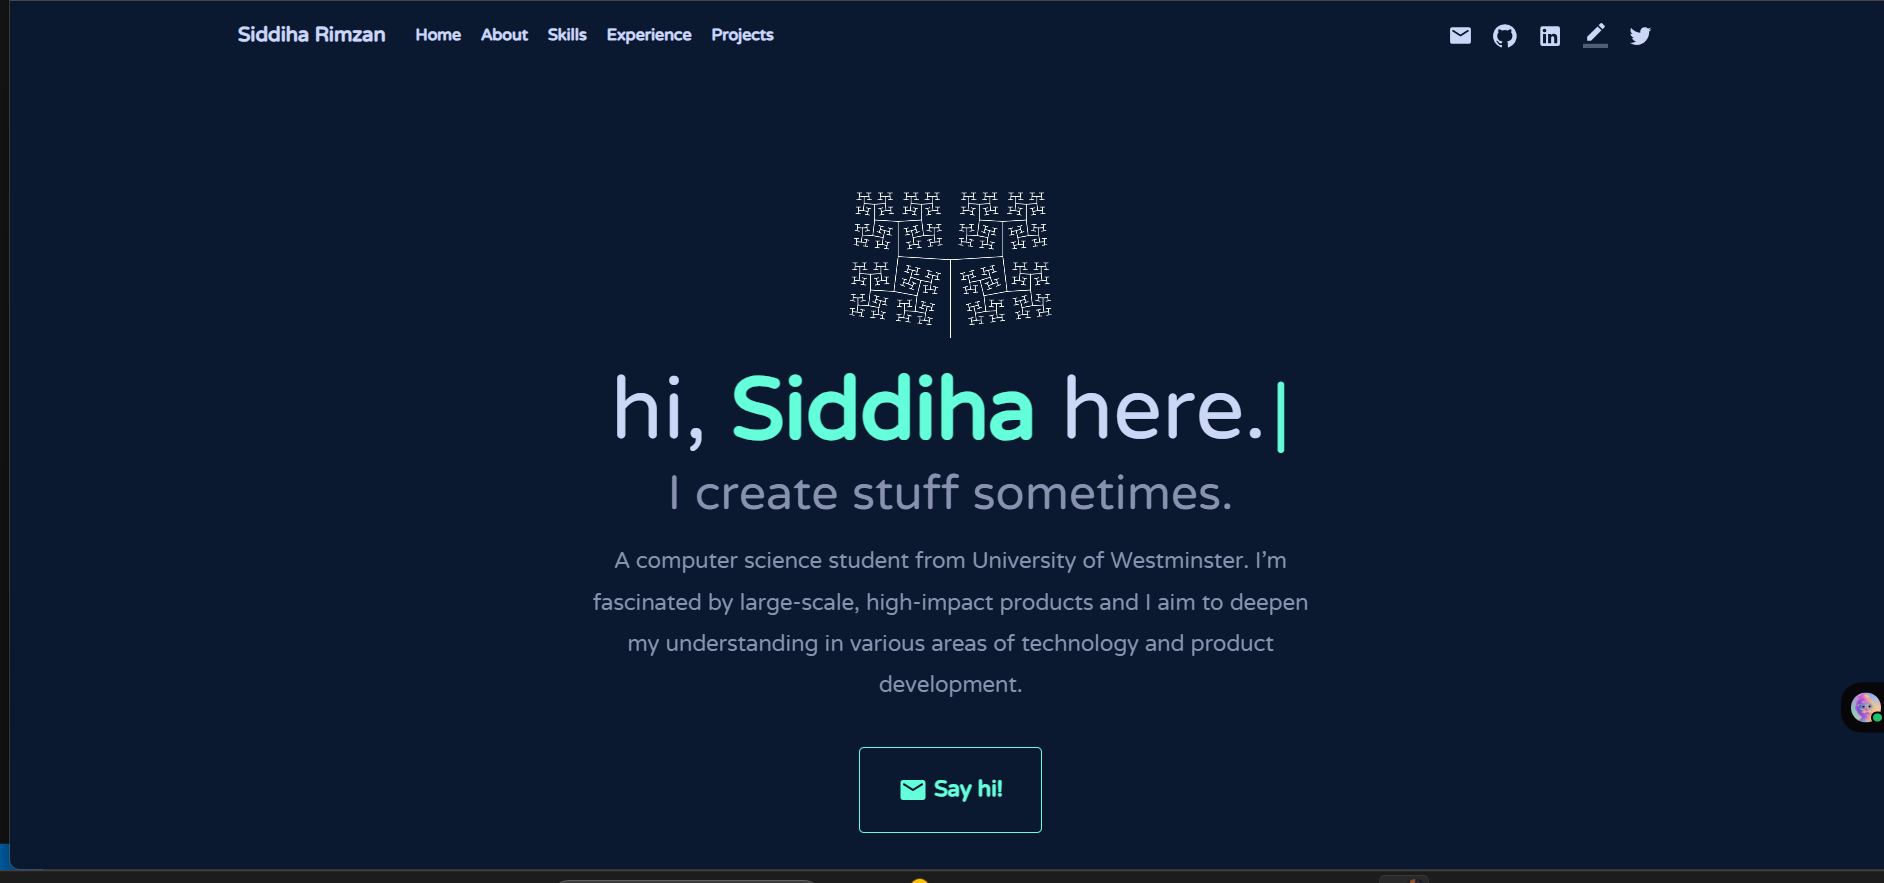 Siddiha Rimzan Home About Skills Experience Projects
hi, Siddiha here.
I create stuff sometimes.
A computer science student from University of Westminster. I’m
fascinated by large-scale, high-impact products and I aim to deepen
my understanding in various areas of technology and product
development.
Say hi!